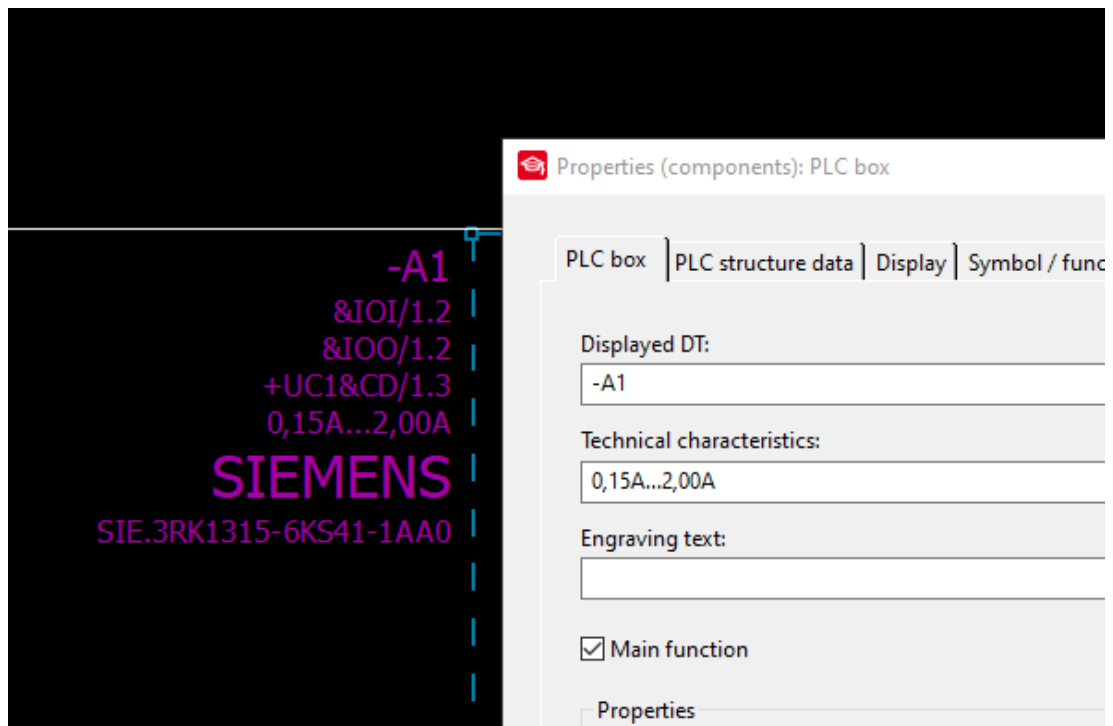 -A1
&IOI/1.2
&IOO/1.2
+UC1&CD/1.3
0,15A...2,00A
SIEMENS
SIE.3RK1315-6KS41-1AA0
Properties (components): PLC box
PLC box PLC structure data Display Symbol / func
Displayed DT:
-A1
Technical characteristics:
0,15A...2,00A
Engraving text:
Main function
Properties